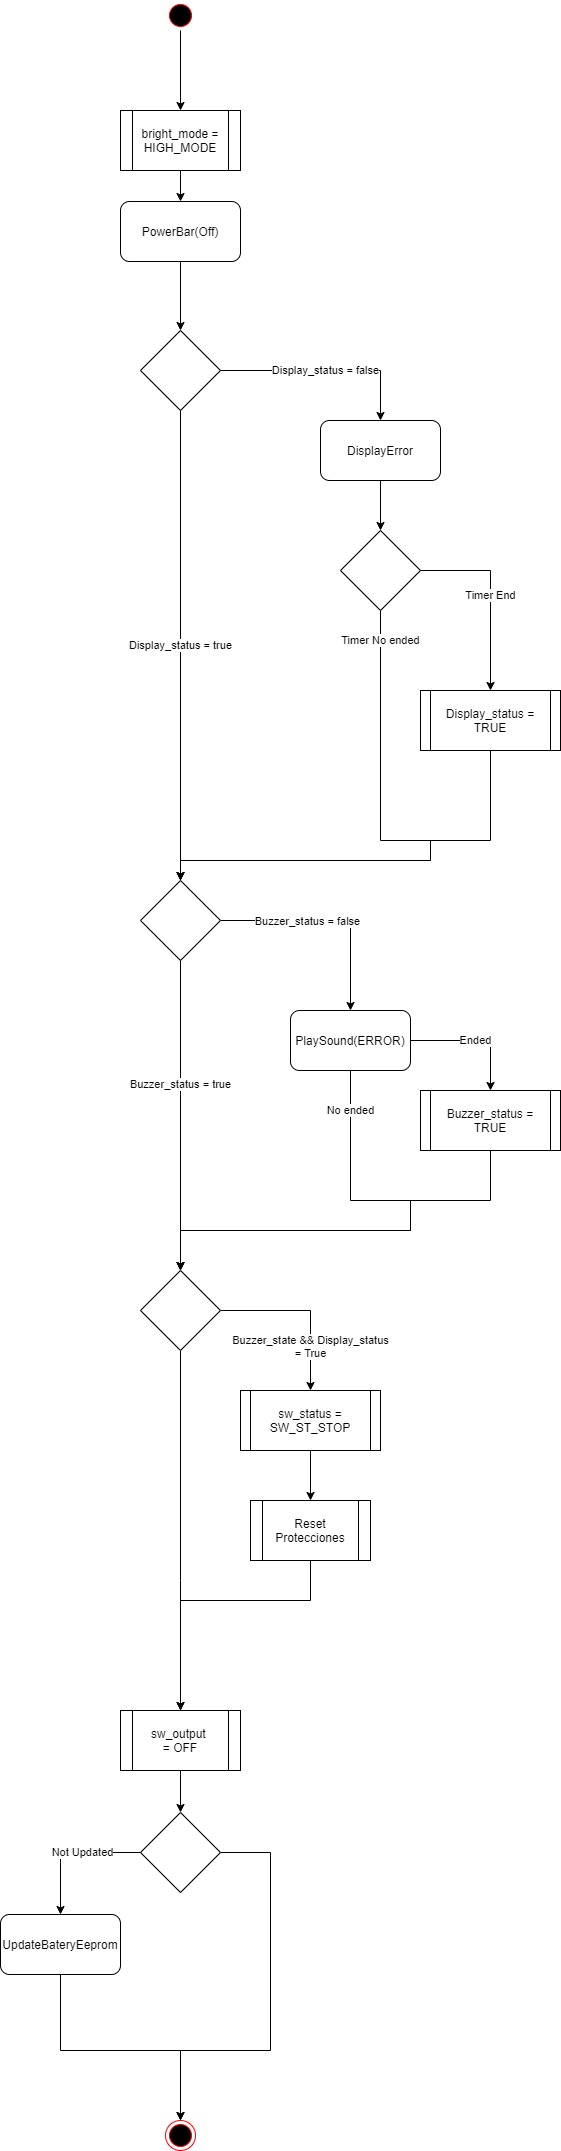 bright_mode =
HIGH_MODE
PowerBar(Off)
Display_status = false
DisplayError
Timer End
Timer No ended
Display_status = true
Display_status =
TRUE
Buzzer_status = false
PlaySound(ERROR)
Ended
Buzzer_status = true
No ended
Buzzer_status =
TRUE
Buzzer_state && Display_status
= True
sw_status =
SW_ST_STOP
Reset
Protecciones
sw_output
= OFF
Not Updated
UpdateBateryEeprom